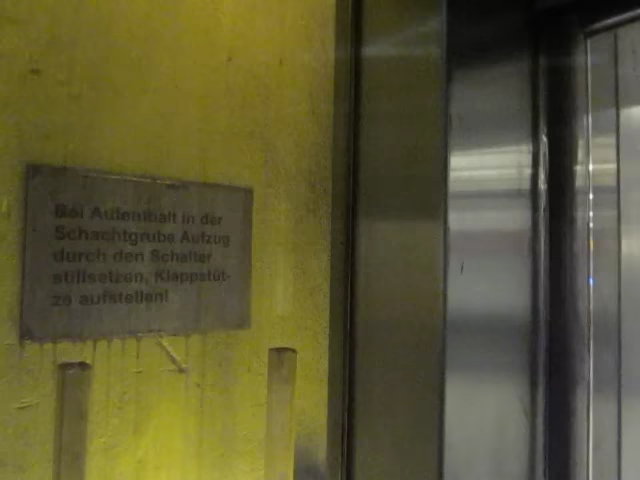 Bei Aufenthalt in der
Schachtgrube Aufzug
durch den Schalter
stillsetzen, Klappstüt-
ze aufstellen!